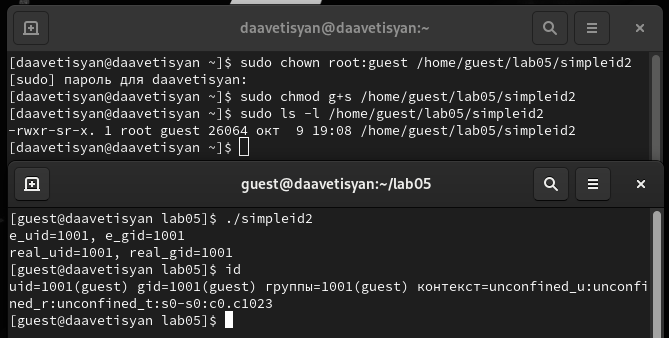 daavetisyan@daavetisyan:~
[daavetisyan@daavetisyan ~]$ sudo chown root:guest /home/guest/lab05/simpleid2
[sudo] пароль для daavetisyan:
[daavetisyan@daavetisyan ~]$ sudo chmod g+s /home/guest/lab05/simpleid2
[daavetisyan@daavetisyan ~]$ sudo ls -l /home/guest/lab05/simpleid2
-rwxr-sr-x. 1 root guest 26064 окт  9 19:08 /home/guest/lab05/simpleid2
[daavetisyan@daavetisyan ~]$
guest@daavetisyan:~/lab05
[guest@daavetisyan lab05]$ ./simpleid2
e_uid=1001, e_gid=1001
real_uid=1001, real_gid=1001
[guest@daavetisyan lab05]$ id
uid=1001(guest) gid=1001(guest) группы=1001(guest) контекст=unconfined_u:unconfi
ned_r:unconfined_t:s0-s0:c0.c1023
[guest@daavetisyan lab05]$